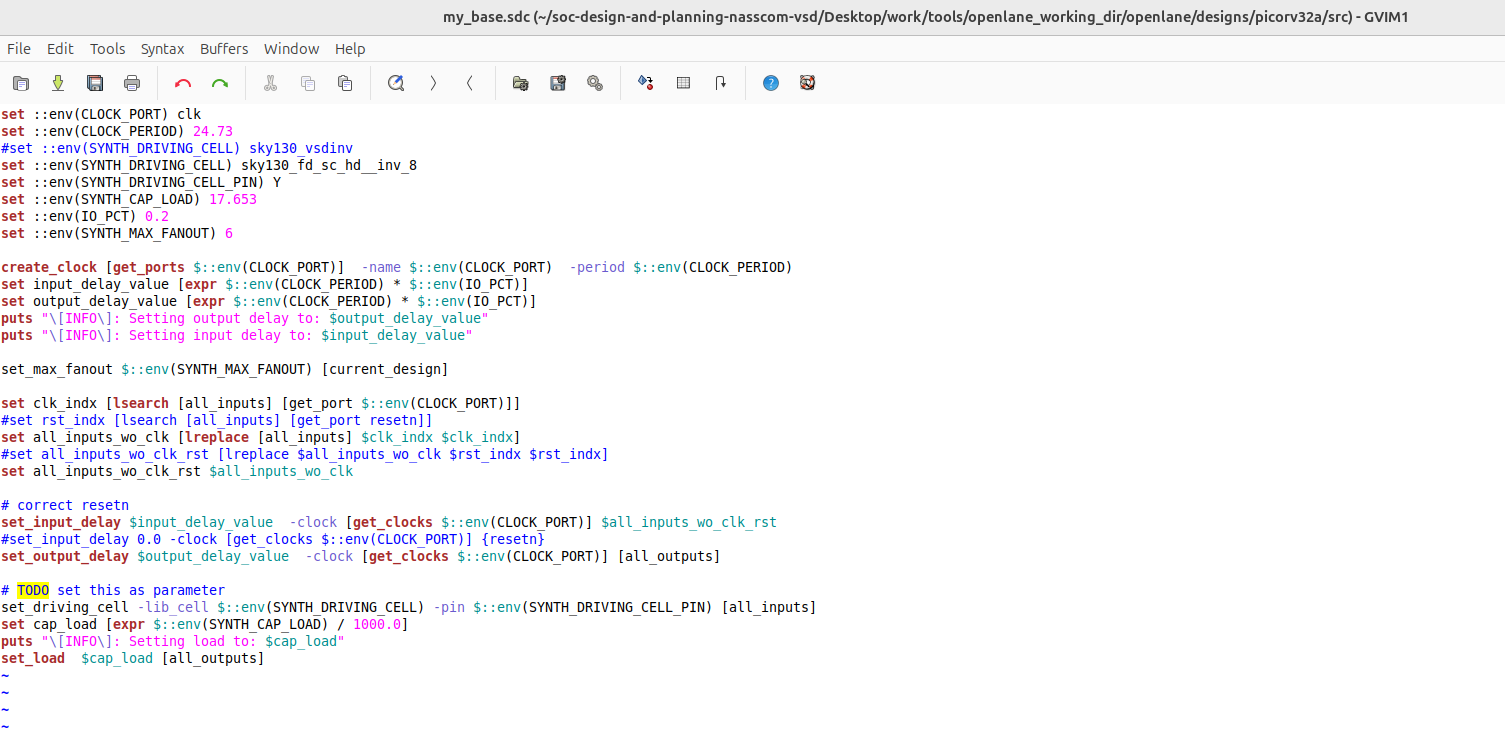 my_base.sdc (~/soc-design-and-planning-nasscom-vsd/Desktop/work/tools/openlane_working_dir/openlane/designs/picorv32a/src) - GVIM1
File Edit Tools Syntax Buffers Window Help
set ::env(CLOCK_PORT) clk
set ::env(CLOCK_PERIOD) 24.73
#set ::env(SYNTH_DRIVING_CELL) sky130_vsdinv
set ::env(SYNTH_DRIVING_CELL) sky130_fd_sc_hd__inv_8
set ::env(SYNTH_DRIVING_CELL_PIN) Y
set ::env(SYNTH_CAP_LOAD) 17.653
set ::env(IO_PCT) 0.2
set ::env(SYNTH_MAX_FANOUT) 6
create_clock [get_ports $::env(CLOCK_PORT)]  -name $::env(CLOCK_PORT)  -period $::env(CLOCK_PERIOD)
set input_delay_value [expr $::env(CLOCK_PERIOD) * $::env(IO_PCT)]
set output_delay_value [expr $::env(CLOCK_PERIOD) * $::env(IO_PCT)]
puts "\[INFO\]: Setting output delay to: $output_delay_value"
puts "\[INFO\]: Setting input delay to: $input_delay_value"
set_max_fanout $::env(SYNTH_MAX_FANOUT) [current_design]
set clk_indx [lsearch [all_inputs] [get_port $::env(CLOCK_PORT)]]
#set rst_indx [lsearch [all_inputs] [get_port resetn]]
set all_inputs_wo_clk [lreplace [all_inputs] $clk_indx $clk_indx]
#set all_inputs_wo_clk_rst [lreplace $all_inputs_wo_clk $rst_indx $rst_indx]
set all_inputs_wo_clk_rst $all_inputs_wo_clk
# correct resetn
set_input_delay $input_delay_value  -clock [get_clocks $::env(CLOCK_PORT)] $all_inputs_wo_clk_rst
#set_input_delay 0.0 -clock [get_clocks $::env(CLOCK_PORT)] {resetn}
set_output_delay $output_delay_value  -clock [get_clocks $::env(CLOCK_PORT)] [all_outputs]
# TODO set this as parameter
set_driving_cell -lib_cell $::env(SYNTH_DRIVING_CELL) -pin $::env(SYNTH_DRIVING_CELL_PIN) [all_inputs]
set cap_load [expr $::env(SYNTH_CAP_LOAD) / 1000.0]
puts "\[INFO\]: Setting load to: $cap_load"
set_load  $cap_load [all_outputs]
~
~
~
~